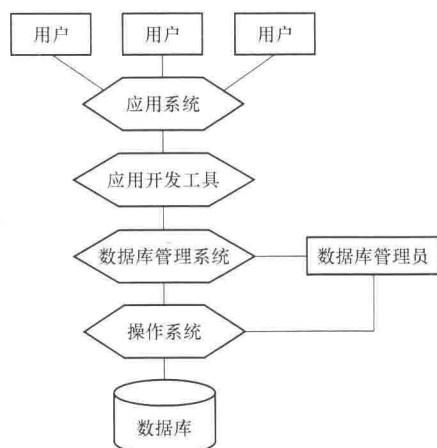 用户
用户
用户
应用系统
应用开发工具
数据库管理系统
数据库管理员
操作系统
数据库